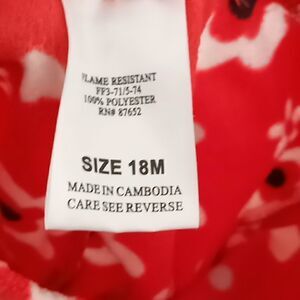 FLAME RESISTANT
FF3-71/5-74
100% POLYESTER
RN# 87652
SIZE 18M
MADE IN CAMBODIA
CARE SEE REVERSE